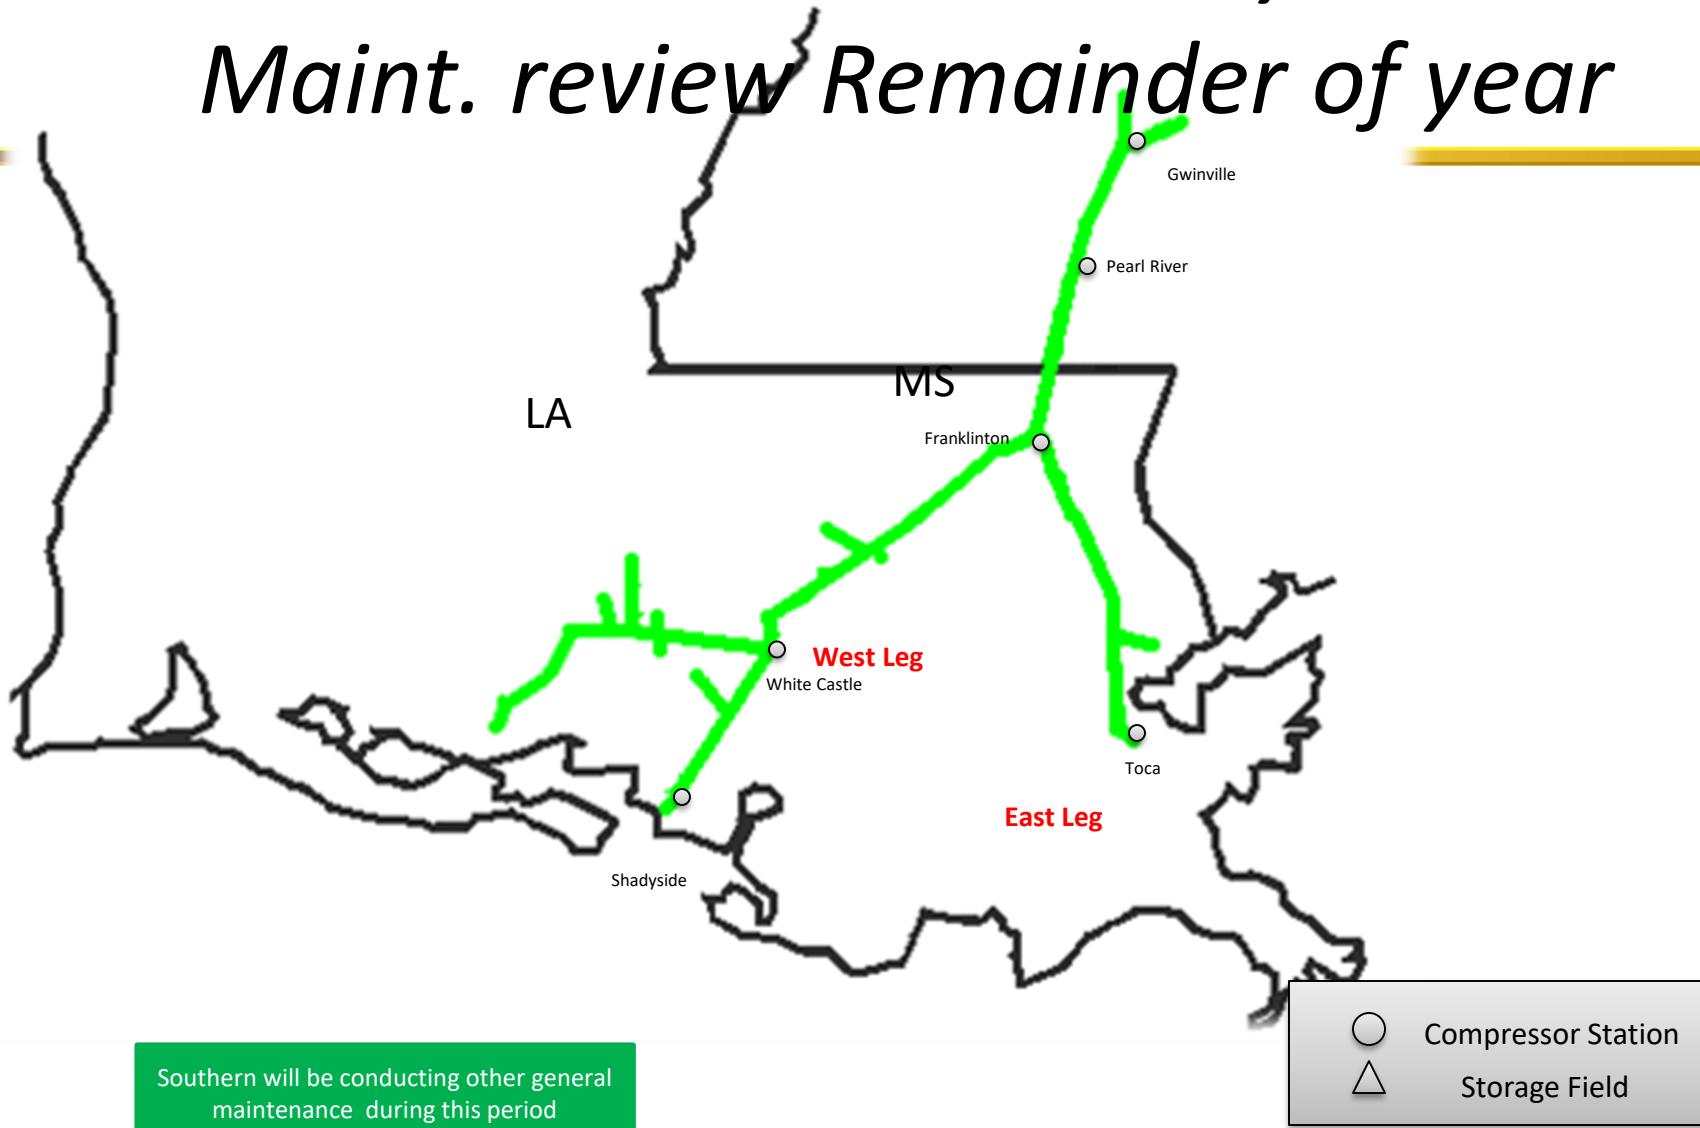 Maint. review Remainder of year
Gwinville
Pearl River
MS
LA
Franklinton
West Leg
White Castle
Toca
East Leg
Shadyside
Compressor Station
Storage Field
Southern will be conducting other general
maintenance during this period